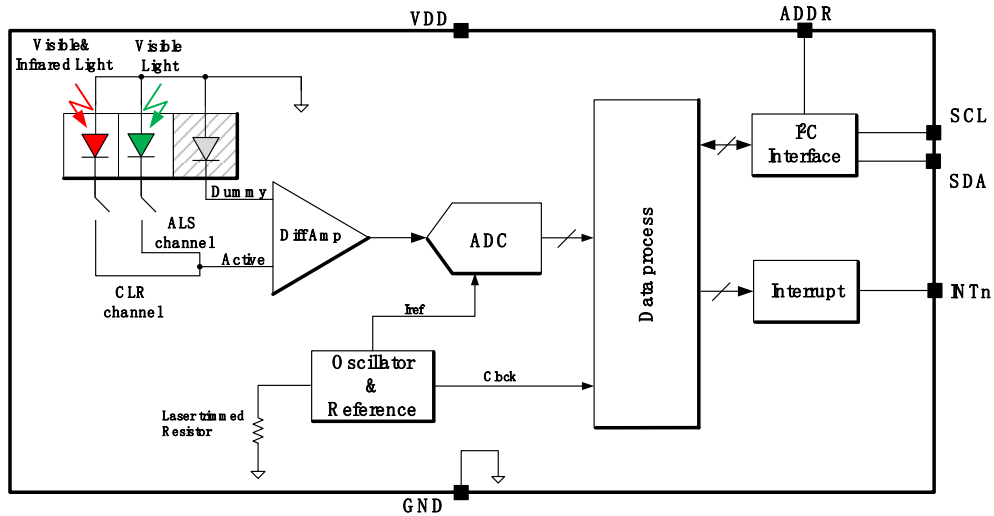 VDD
ADDR
Visible&
Infrared Light
Visible
Light
SCL
I²C
Interface
SDA
Dummy
DiffAmp
ALS
channel
ADC
Data process
Active
CLR
channel
Interrupt
INTn
Iref
Oscillator
&
Reference
Clock
Laser trimmed
Resistor
GND